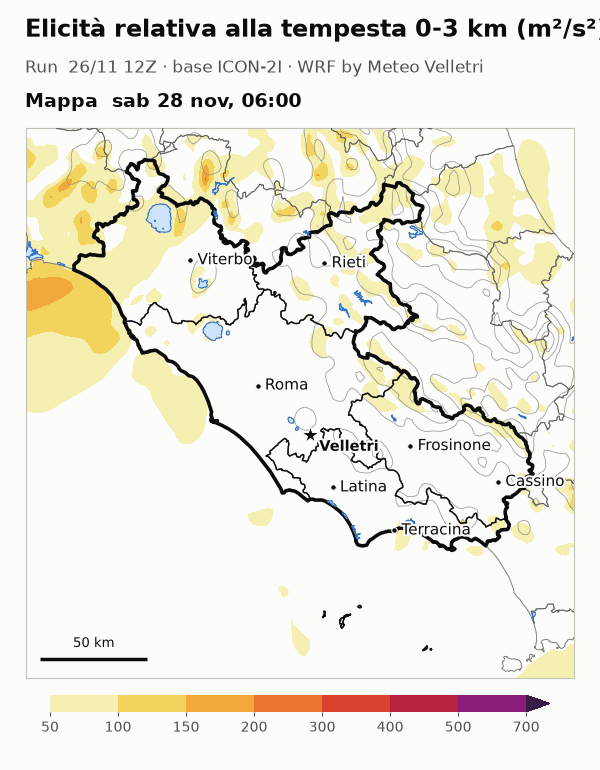 Elicità relativa alla tempesta 0-3 km (m²/s²)
Run  26/11 12Z · base ICON-2I · WRF by Meteo Velletri
Mappa  sab 28 nov, 06:00
Viterbo
Rieti
Roma
Velletri
Frosinone
Cassino
Latina
Terracina
50 km
50 100 150 200 300 400 500 700